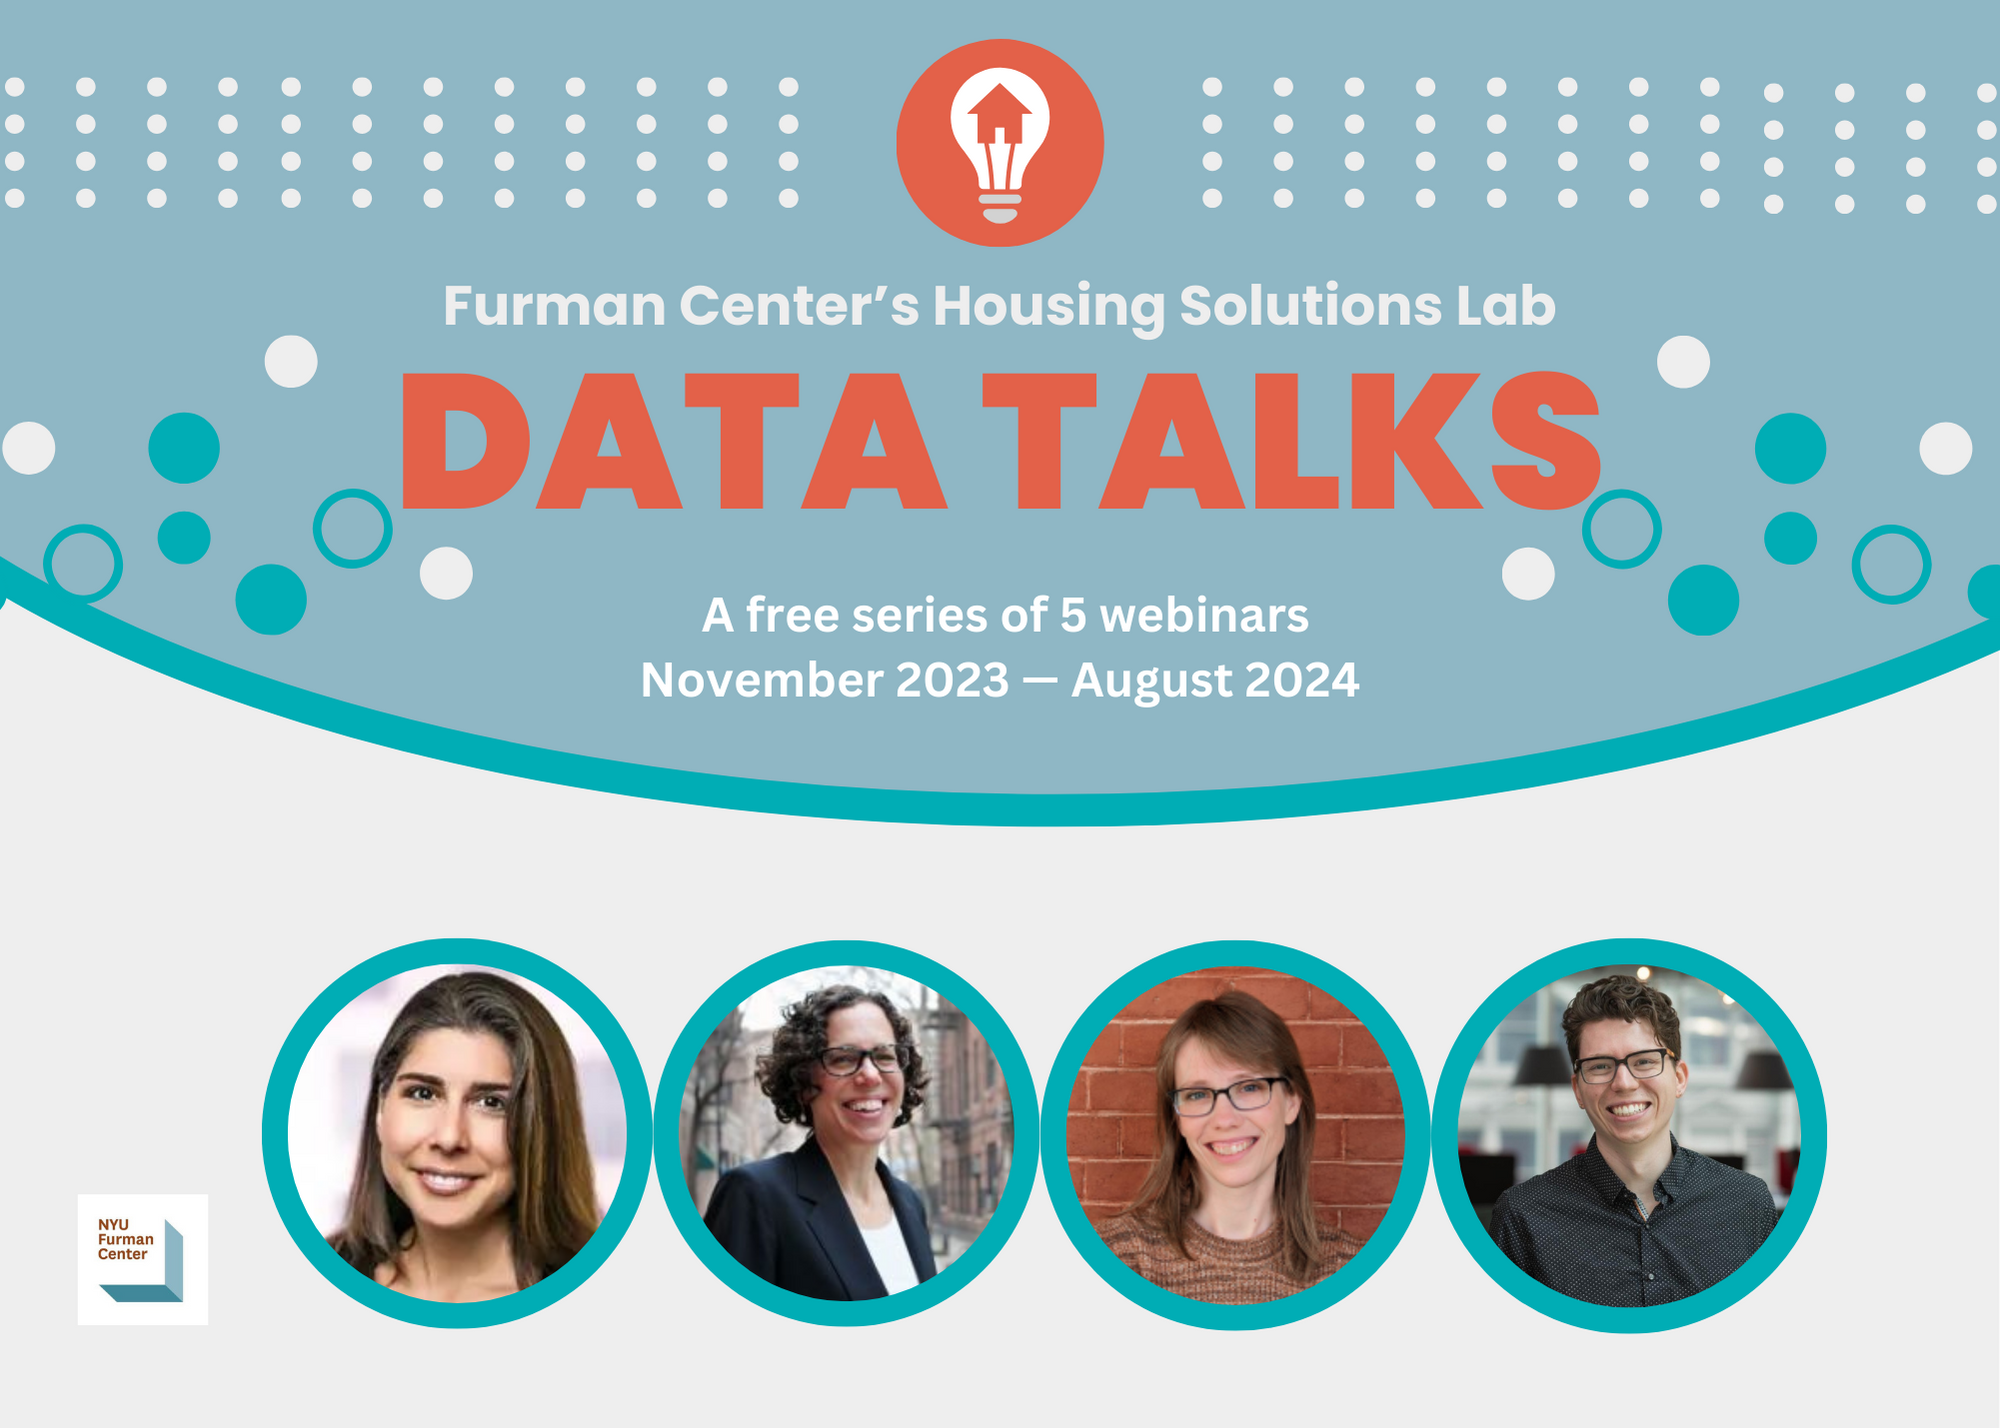 Furman Center’s Housing Solutions Lab
DATA TALKS
A free series of 5 webinars
November 2023 — August 2024
NYU
Furman
Center